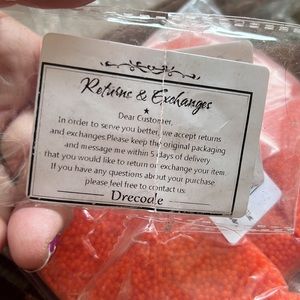 Returns & Exchanges
Dear Customer,
In order to serve you better, we accept returns
and exchanges.Please keep the original packaging
and message me within 5 days of delivery
that you would like to return or exchange your item.
If you have any questions about your purchase
please feel free to contact us.
Drecode